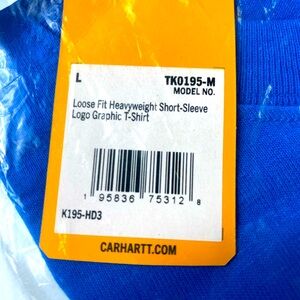 L TK0195-M
MODEL NO.
Loose Fit Heavyweight Short-Sleeve
Logo Graphic T-Shirt
1 95836 75312 8
K195-HD3
CARHARTT.COM